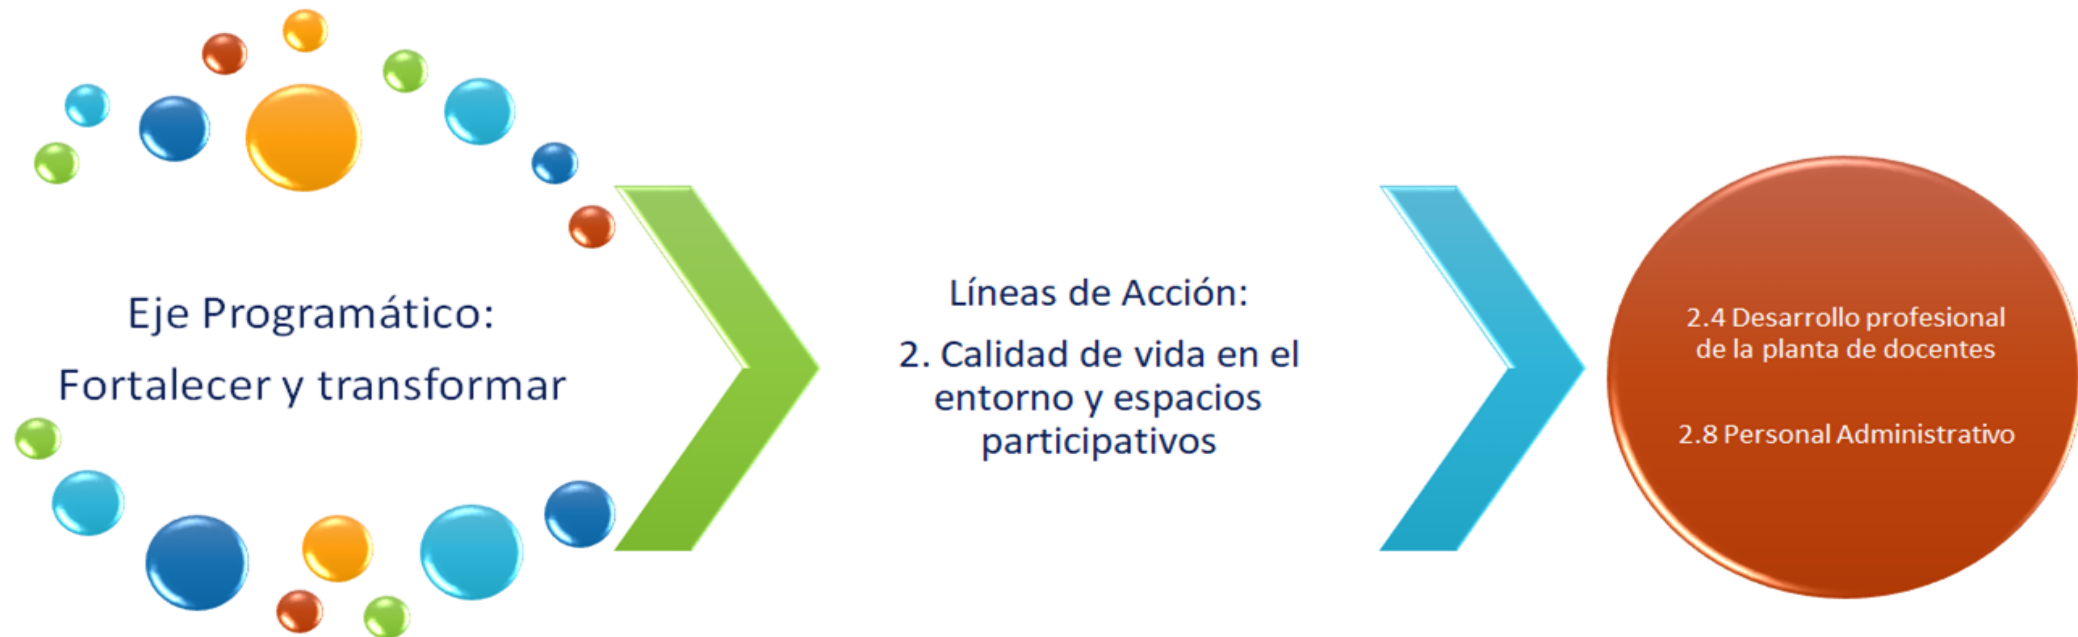 Eje Programático:
Fortalecer y transformar
Líneas de Acción:
2. Calidad de vida en el
entorno y espacios
participativos
2.4 Desarrollo profesional
de la planta de docentes
2.8 Personal Administrativo